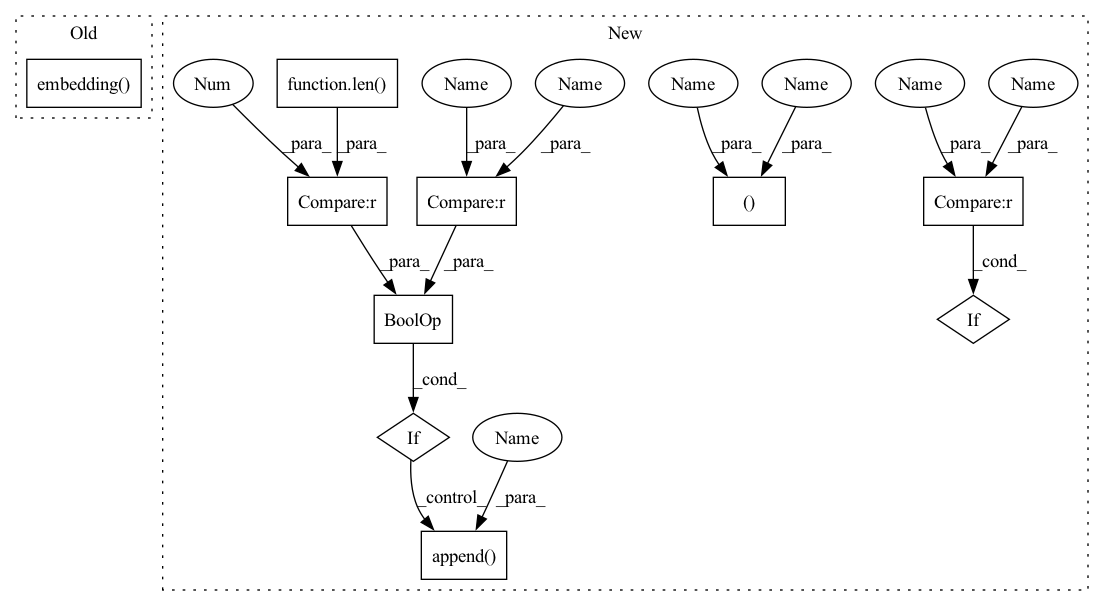 Old
New
embedding()
Num
function.len()
Name
Name
Name
Name
Name
Name
_para_
_para_
_para_
_para_
_para_
_para_
_para_
_para_
Compare:r
Compare:r
()
Compare:r
_para_
_para_
_cond_
BoolOp
If
_cond_
If
Name
_control_
_para_
append()